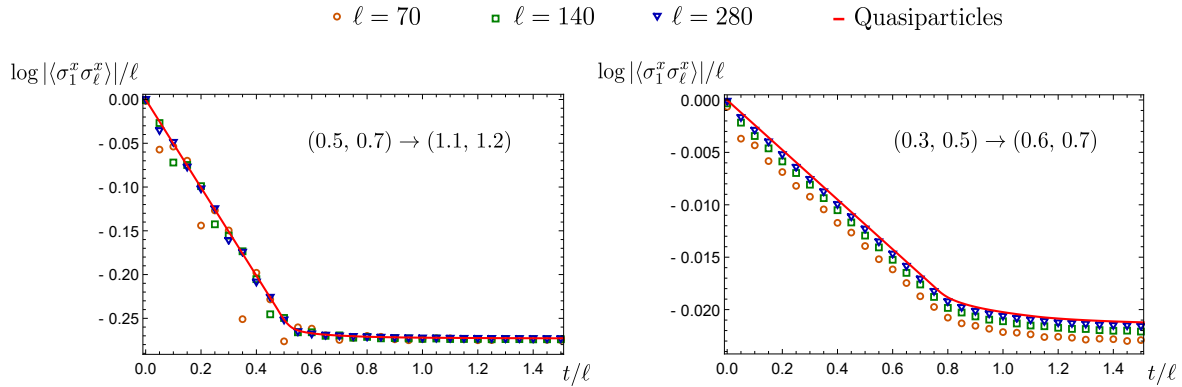 ℓ = 70 ℓ = 140 ℓ = 280 Quasiparticles
log |⟨σ₁ˣσ_ℓˣ⟩|/ℓ
0.00
- 0.05
- 0.10
- 0.15
- 0.20
- 0.25
(0.5, 0.7) → (1.1, 1.2)
0.0 0.2 0.4 0.6 0.8 1.0 1.2 1.4
t/ℓ
log |⟨σ₁ˣσ_ℓˣ⟩|/ℓ
0.000
- 0.005
- 0.010
- 0.015
- 0.020
(0.3, 0.5) → (0.6, 0.7)
0.0 0.2 0.4 0.6 0.8 1.0 1.2 1.4
t/ℓ